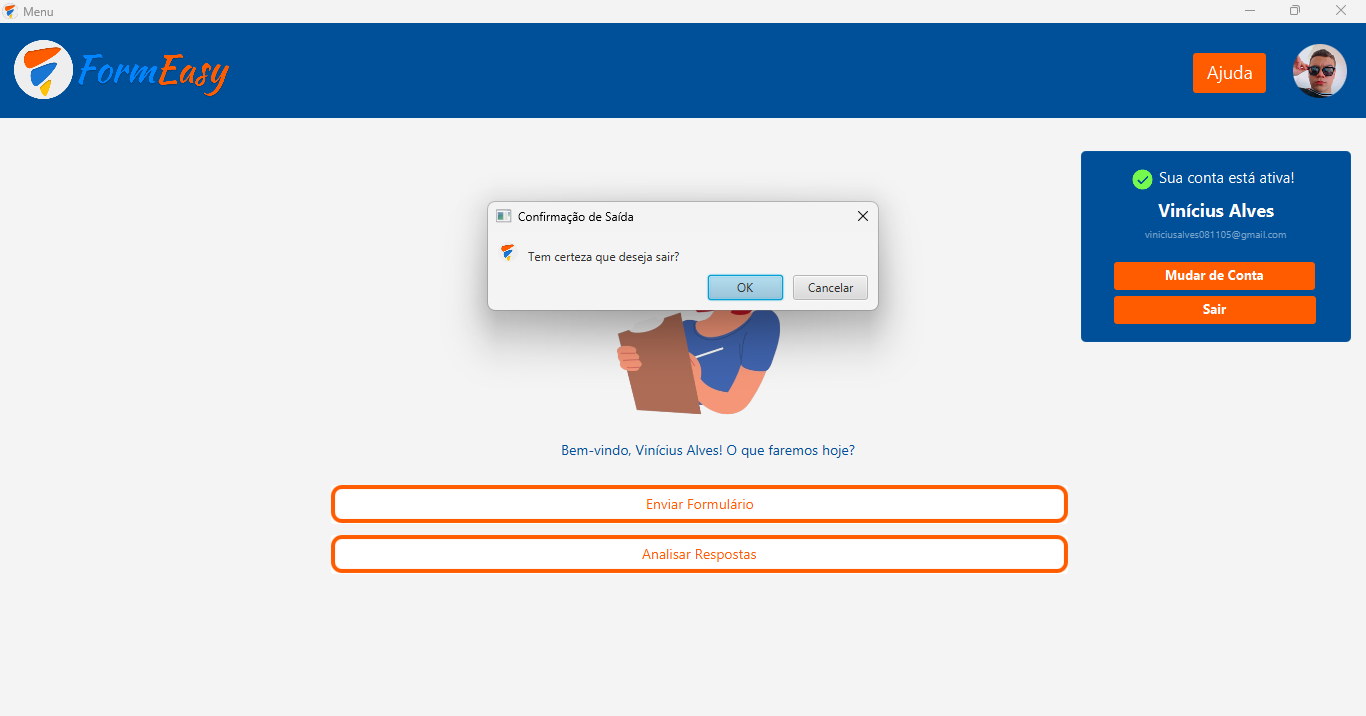 Menu
FormEasy
Ajuda
Sua conta está ativa!
Vinícius Alves
viniciusalves081105@gmail.com
Mudar de Conta
Sair
Confirmação de Saída
Tem certeza que deseja sair?
OK
Cancelar
Bem-vindo, Vinícius Alves! O que faremos hoje?
Enviar Formulário
Analisar Respostas